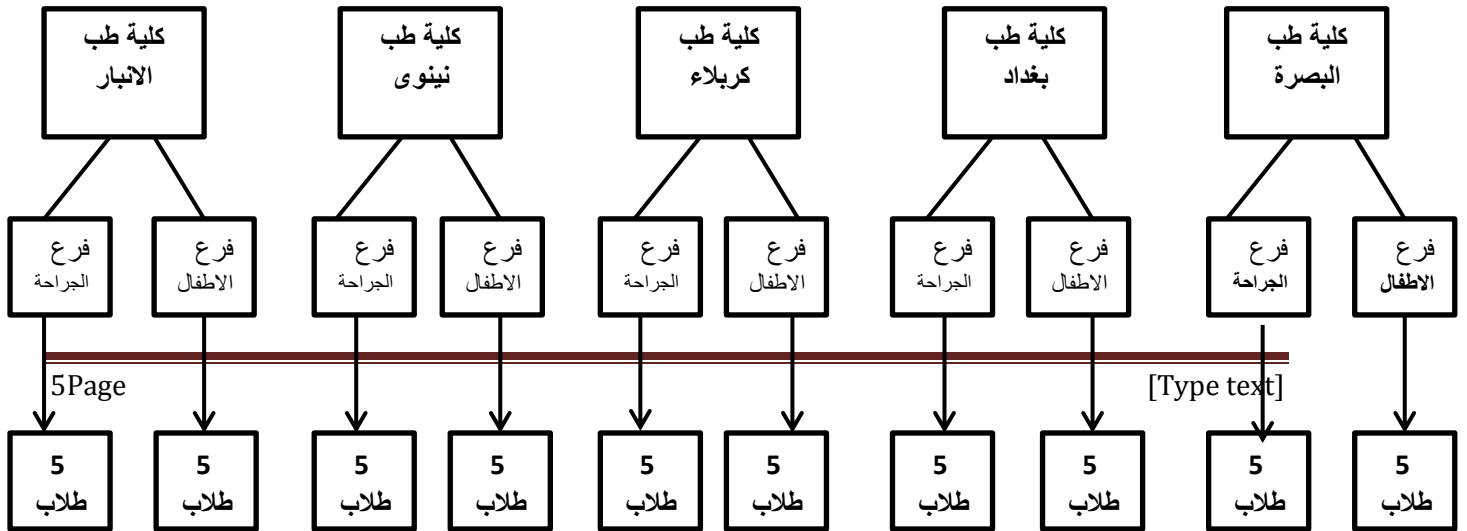 كلية طب
البصرة
كلية طب
بغداد
كلية طب
كربلاء
كلية طب
نينوى
كلية طب
الانبار
فرع
الاطفال
فرع
الجراحة
فرع
الاطفال
فرع
الجراحة
فرع
الاطفال
فرع
الجراحة
فرع
الاطفال
فرع
الجراحة
فرع
الاطفال
فرع
الجراحة
5Page
[Type text]
5
طلاب
5
طلاب
5
طلاب
5
طلاب
5
طلاب
5
طلاب
5
طلاب
5
طلاب
5
طلاب
5
طلاب